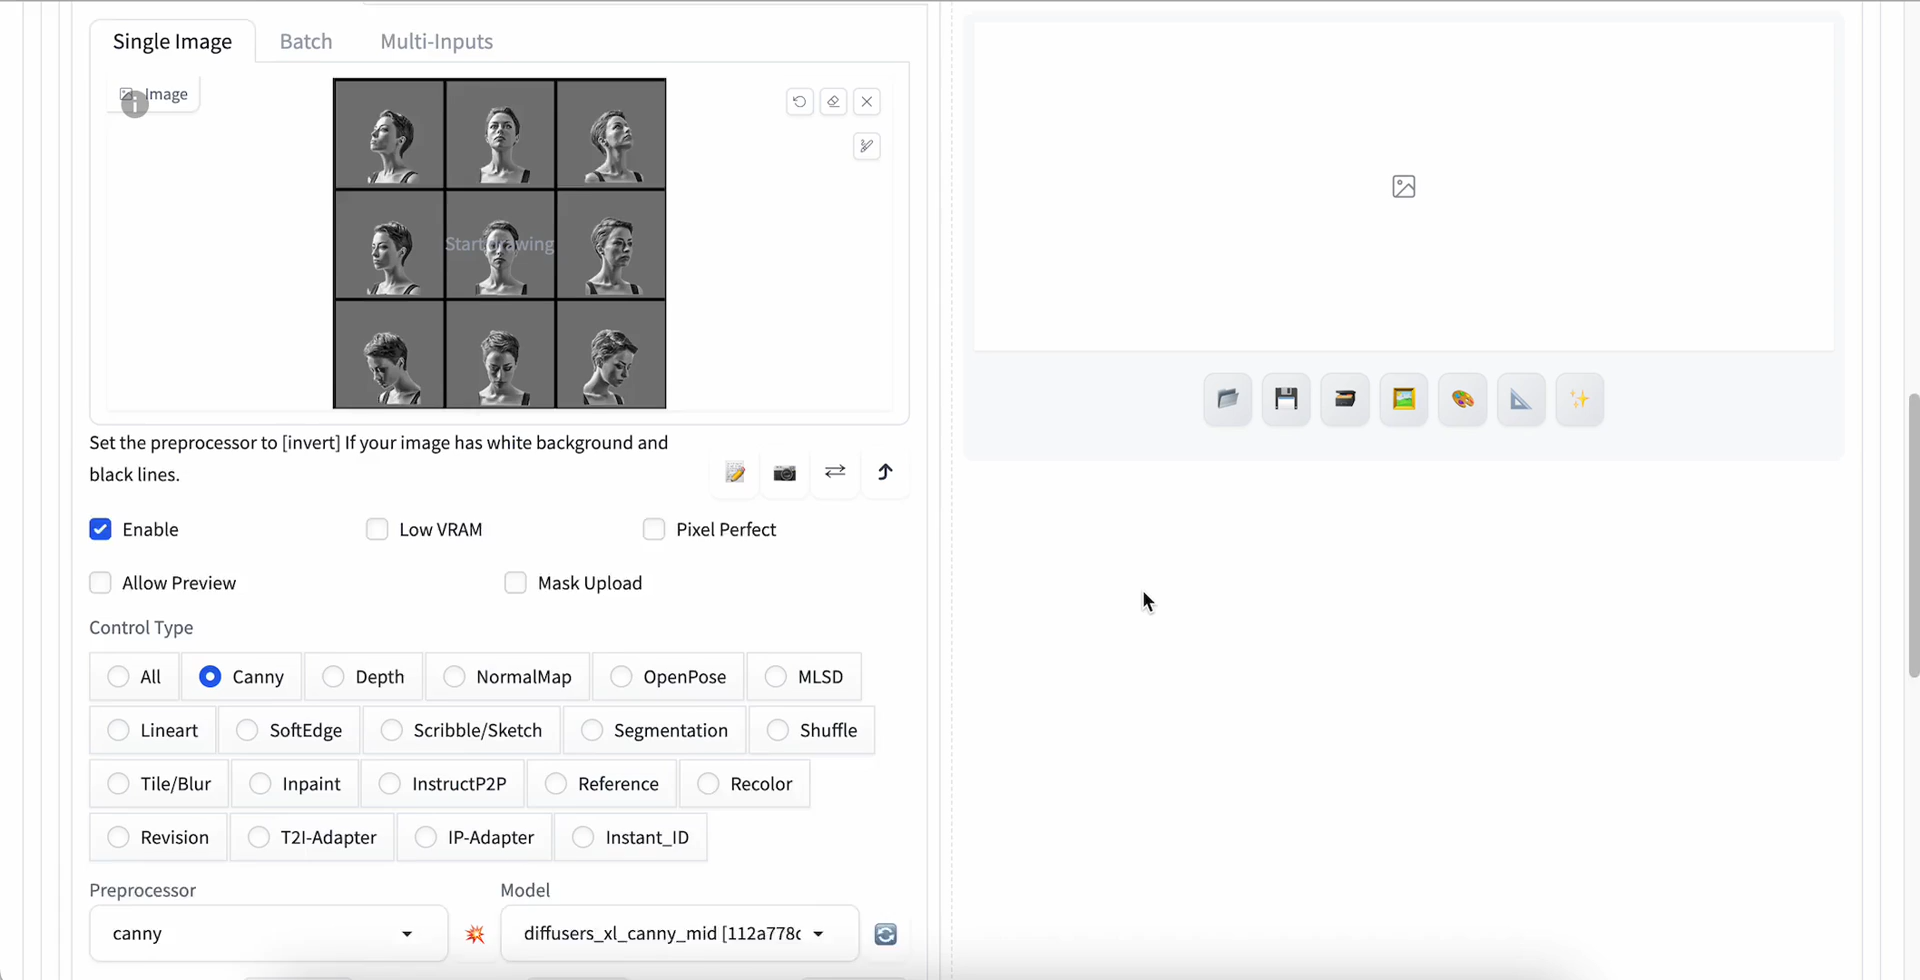 Single Image Batch Multi-Inputs
Image
Start drawing
Set the preprocessor to [invert] If your image has white background and
black lines.
Enable Low VRAM Pixel Perfect
Allow Preview Mask Upload
Control Type
All Canny Depth NormalMap OpenPose MLSD
Lineart SoftEdge Scribble/Sketch Segmentation Shuffle
Tile/Blur Inpaint InstructP2P Reference Recolor
Revision T2I-Adapter IP-Adapter Instant_ID
Preprocessor Model
canny diffusers_xl_canny_mid [112a778c